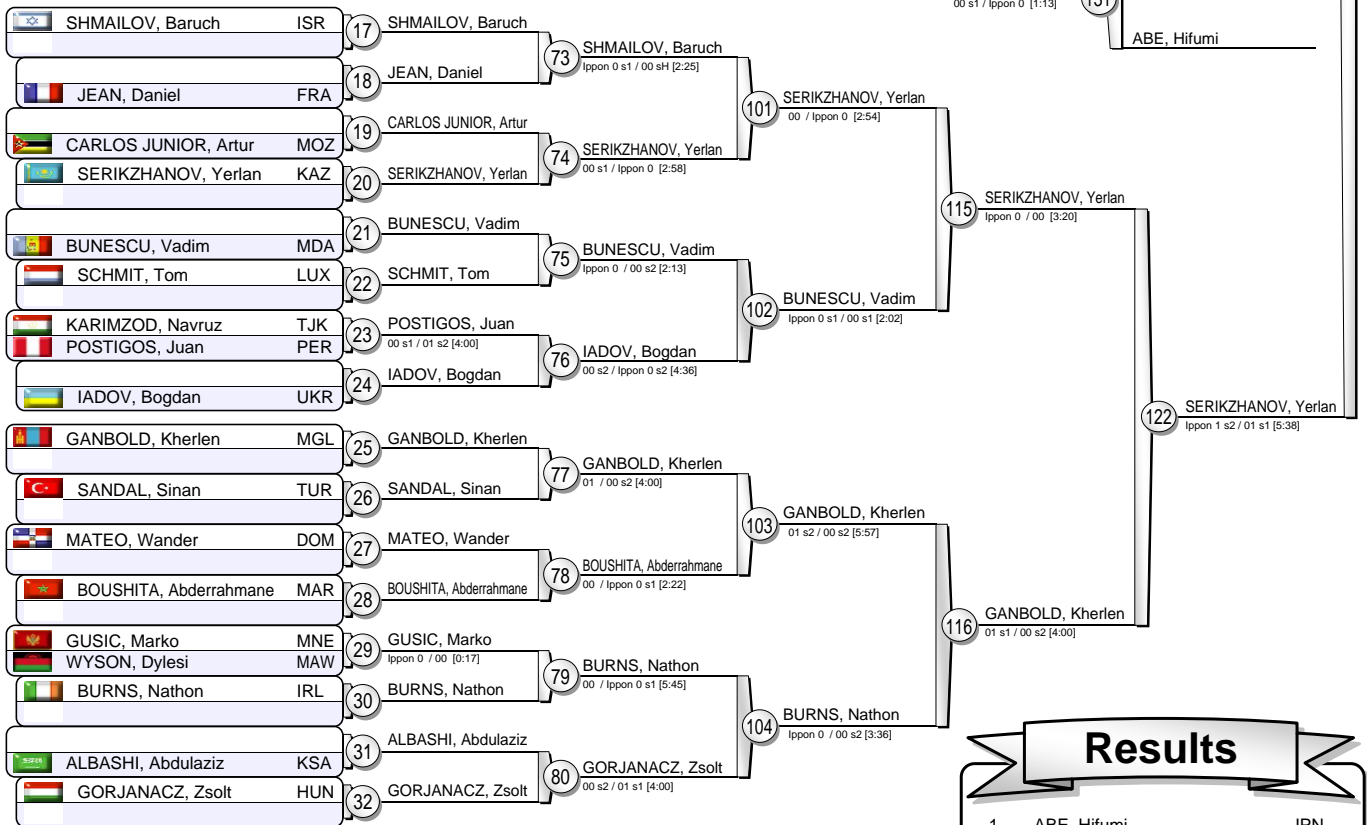 00 s1 / Ippon 0 [1:13]
131
ABE, Hifumi
SHMAILOV, Baruch ISR
17
SHMAILOV, Baruch
73
SHMAILOV, Baruch
Ippon 0 s1 / 00 sH [2:25]
JEAN, Daniel FRA
18
JEAN, Daniel
101
SERIKZHANOV, Yerlan
00 / Ippon 0 [2:54]
CARLOS JUNIOR, Artur MOZ
19
CARLOS JUNIOR, Artur
74
SERIKZHANOV, Yerlan
00 s1 / Ippon 0 [2:58]
SERIKZHANOV, Yerlan KAZ
20
SERIKZHANOV, Yerlan
115
SERIKZHANOV, Yerlan
Ippon 0 / 00 [3:20]
BUNESCU, Vadim MDA
21
BUNESCU, Vadim
75
BUNESCU, Vadim
Ippon 0 / 00 s2 [2:13]
SCHMIT, Tom LUX
22
SCHMIT, Tom
102
BUNESCU, Vadim
Ippon 0 s1 / 00 s1 [2:02]
KARIMZOD, Navruz TJK
POSTIGOS, Juan PER
23
POSTIGOS, Juan
00 s1 / 01 s2 [4:00]
76
IADOV, Bogdan
00 s2 / Ippon 0 s2 [4:36]
IADOV, Bogdan UKR
24
IADOV, Bogdan
122
SERIKZHANOV, Yerlan
Ippon 1 s2 / 01 s1 [5:38]
GANBOLD, Kherlen MGL
25
GANBOLD, Kherlen
77
GANBOLD, Kherlen
01 / 00 s2 [4:00]
SANDAL, Sinan TUR
26
SANDAL, Sinan
103
GANBOLD, Kherlen
01 s2 / 00 s2 [5:57]
MATEO, Wander DOM
27
MATEO, Wander
78
BOUSHITA, Abderrahmane
00 / Ippon 0 s1 [2:22]
BOUSHITA, Abderrahmane MAR
28
BOUSHITA, Abderrahmane
116
GANBOLD, Kherlen
01 s1 / 00 s2 [4:00]
GUSIC, Marko MNE
WYSON, Dylesi MAW
29
GUSIC, Marko
Ippon 0 / 00 [0:17]
79
BURNS, Nathon
00 / Ippon 0 s1 [5:45]
BURNS, Nathon IRL
30
BURNS, Nathon
104
BURNS, Nathon
Ippon 0 / 00 s2 [3:36]
ALBASHI, Abdulaziz KSA
31
ALBASHI, Abdulaziz
80
GORJANACZ, Zsolt
00 s2 / 01 s1 [4:00]
GORJANACZ, Zsolt HUN
32
GORJANACZ, Zsolt
Results
1 ABE, Hifumi JPN